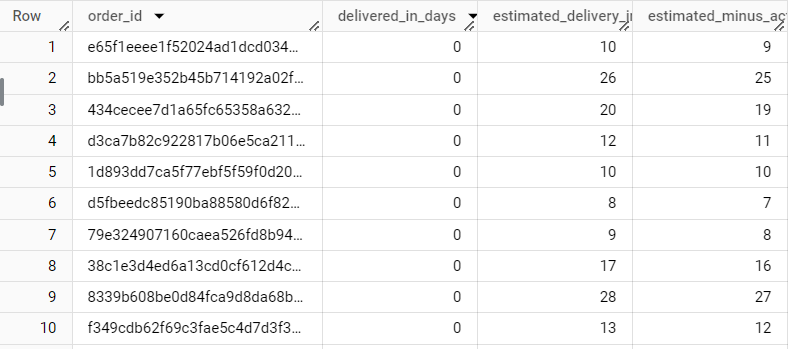 Row order_id delivered_in_days estimated_delivery_in estimated_minus_ac
1 e65f1eeee1f52024ad1dcd034... 0 10 9
2 bb5a519e352b45b714192a02f... 0 26 25
3 434cecee7d1a65fc65358a632... 0 20 19
4 d3ca7b82c922817b06e5ca211... 0 12 11
5 1d893dd7ca5f77ebf5f59f0d20... 0 10 10
6 d5fbeedc85190ba88580d6f82... 0 8 7
7 79e324907160caea526fd8b94... 0 9 8
8 38c1e3d4ed6a13cd0cf612d4c... 0 17 16
9 8339b608be0d84fca9d8da68b... 0 28 27
10 f349cdb62f69c3fae5c4d7d3f3... 0 13 12